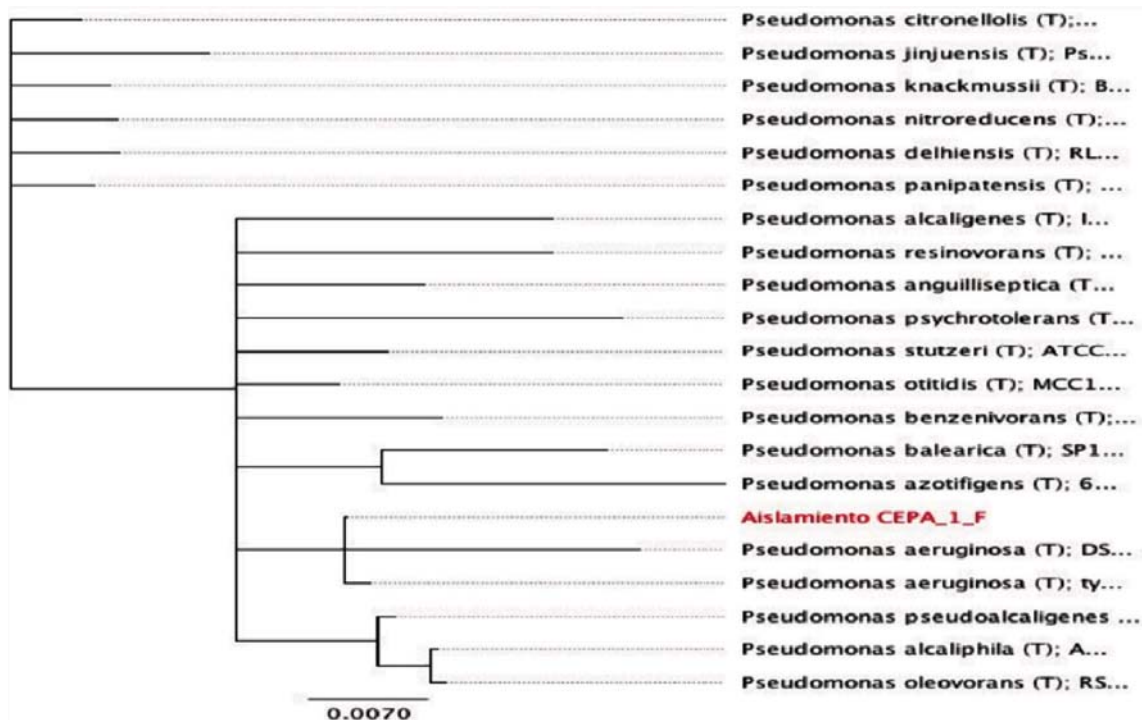 Pseudomonas citronellolis (T);...
Pseudomonas jinjuensis (T); Ps...
Pseudomonas knackmussii (T); B...
Pseudomonas nitroreducens (T);...
Pseudomonas delhiensis (T); RL...
Pseudomonas panipatensis (T); ...
Pseudomonas alcaligenes (T); I...
Pseudomonas resinovorans (T); ...
Pseudomonas anguilliseptica (T...
Pseudomonas psychrotolerans (T...
Pseudomonas stutzeri (T); ATCC...
Pseudomonas otitidis (T); MCC1...
Pseudomonas benzenivorans (T);...
Pseudomonas balearica (T); SP1...
Pseudomonas azotifigens (T); 6...
Aislamiento CEPA_1_F
Pseudomonas aeruginosa (T); DS...
Pseudomonas aeruginosa (T); ty...
Pseudomonas pseudoalcaligenes ...
Pseudomonas alcaliphila (T); A...
Pseudomonas oleovorans (T); RS...
0.0070